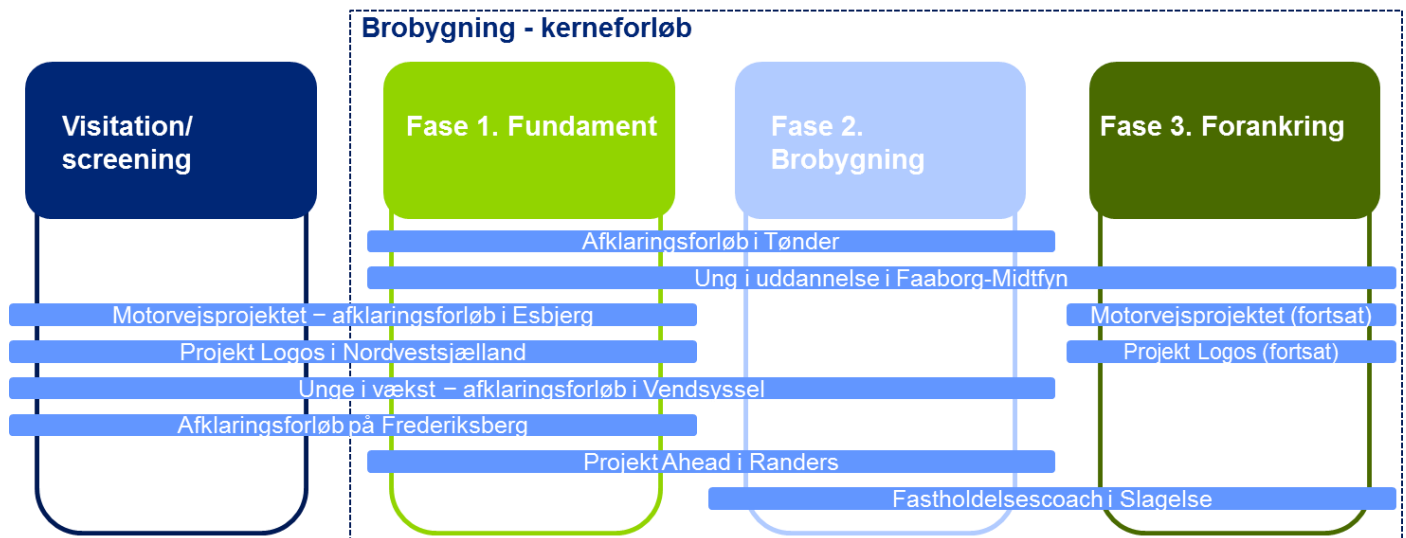 Brobygning - kerneforløb
Visitation/
screening
Fase 1. Fundament
Fase 2.
Brobygning
Fase 3. Forankring
Afklaringsforløb i Tønder
Ung i uddannelse i Faaborg-Midtfyn
Motorvejsprojektet – afklaringsforløb i Esbjerg
Motorvejsprojektet (fortsat)
Projekt Logos i Nordvestsjælland
Projekt Logos (fortsat)
Unge i vækst – afklaringsforløb i Vendsyssel
Afklaringsforløb på Frederiksberg
Projekt Ahead i Randers
Fastholdelsescoach i Slagelse